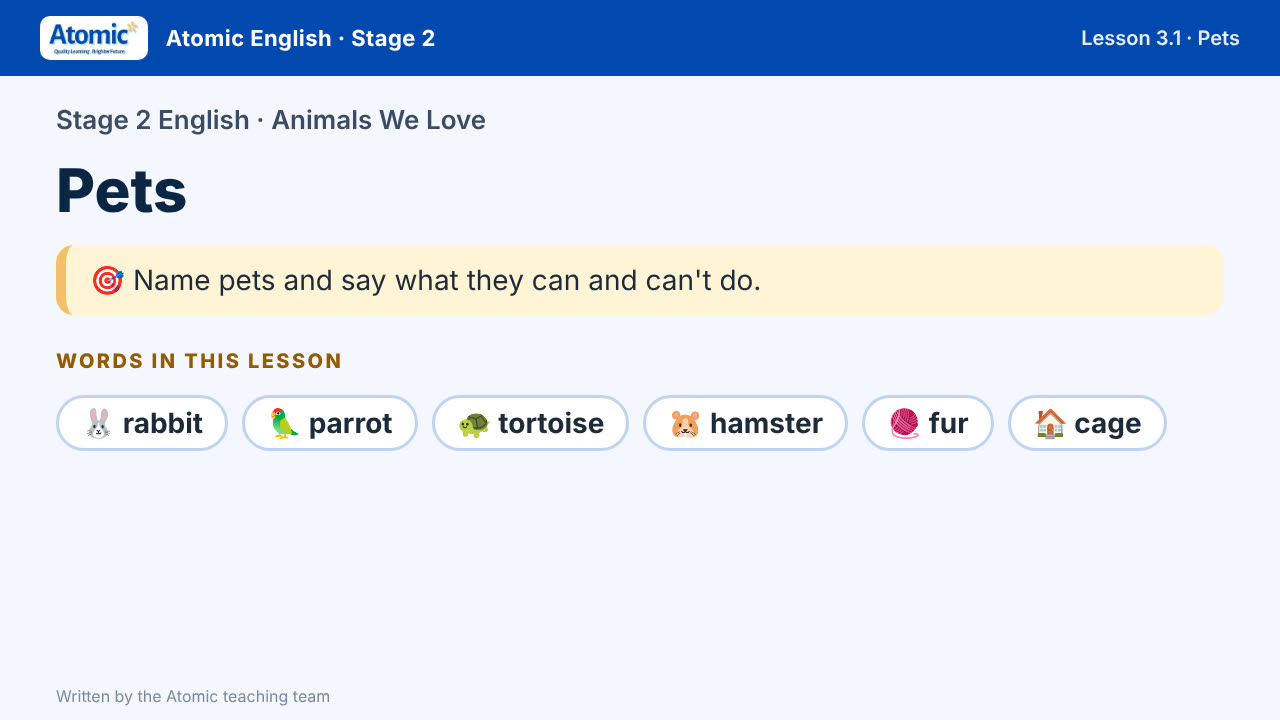 Atomic
Quality Learning. Brighter Future.
Atomic English · Stage 2
Lesson 3.1 · Pets
Stage 2 English · Animals We Love
Pets
Name pets and say what they can and can't do.
WORDS IN THIS LESSON
rabbit parrot tortoise hamster fur cage
Written by the Atomic teaching team